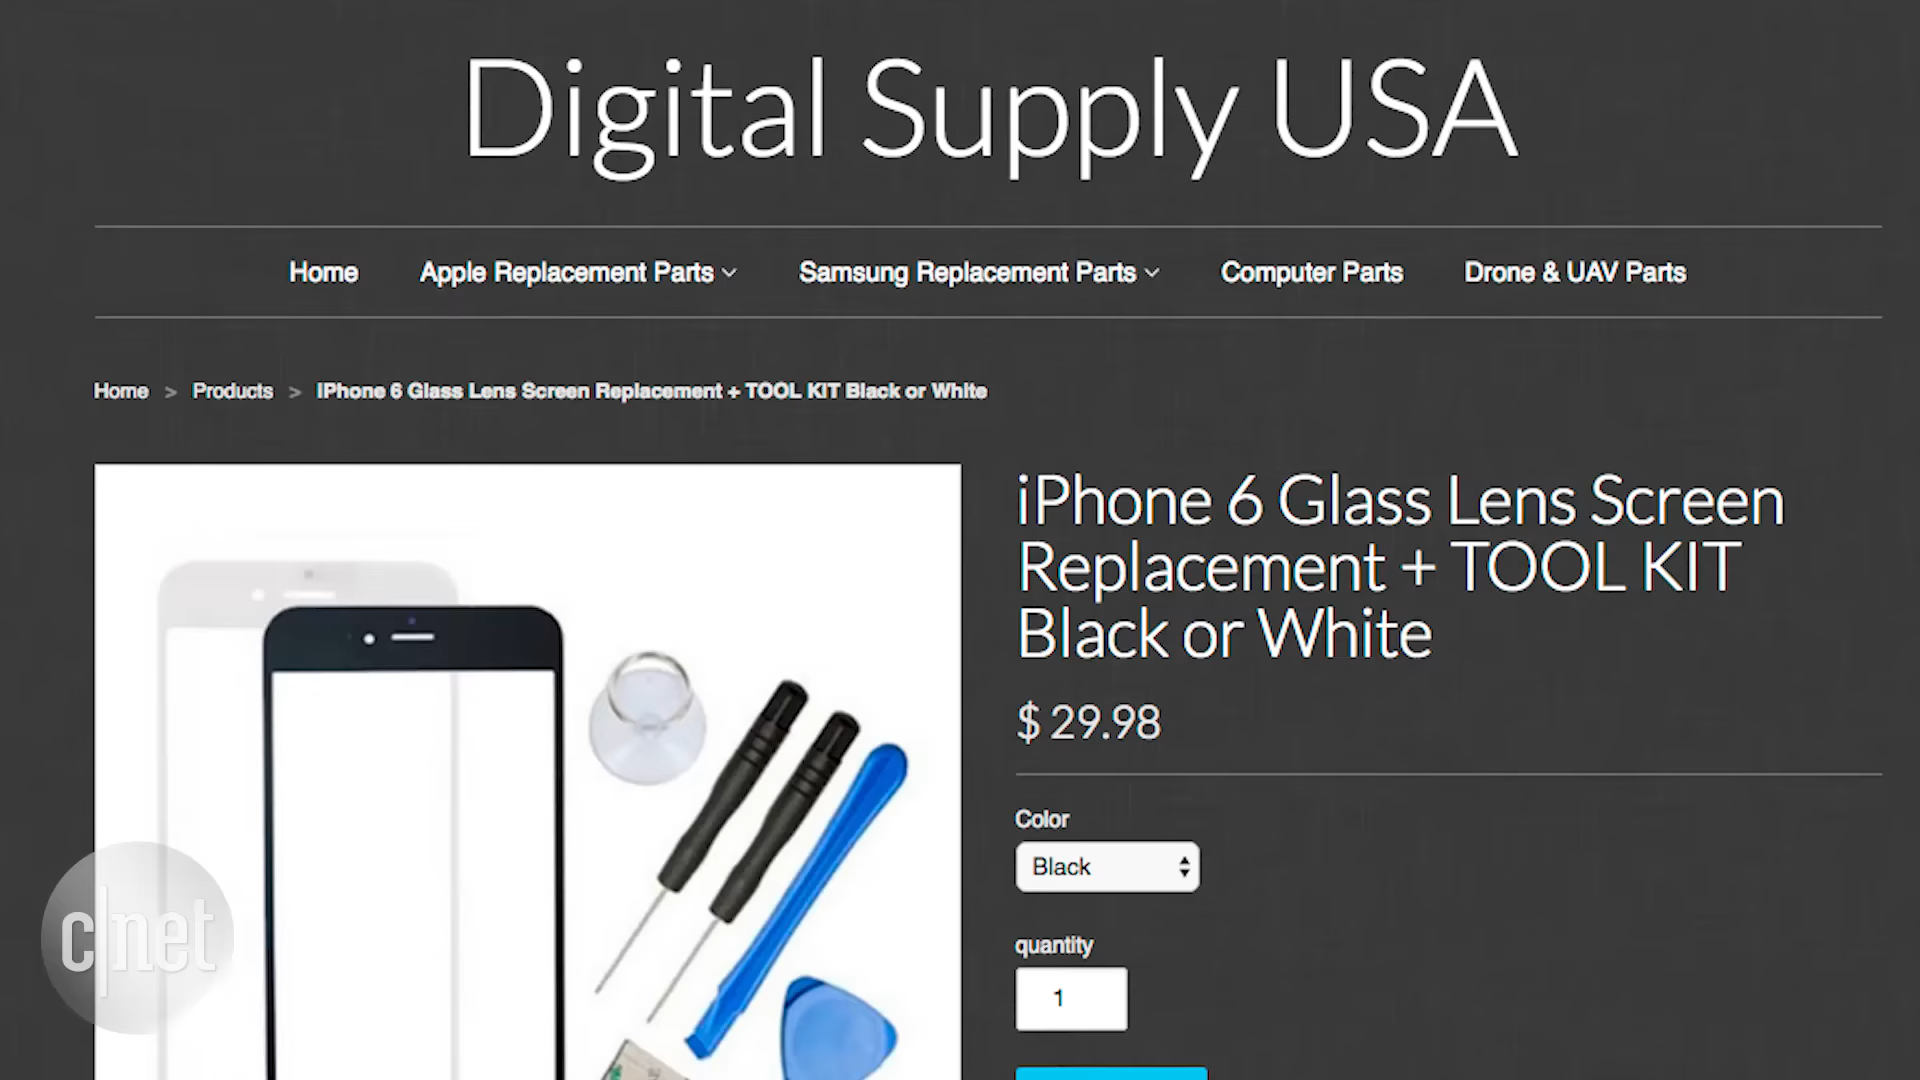 Digital Supply USA
Home Apple Replacement Parts Samsung Replacement Parts Computer Parts Drone & UAV Parts
Home > Products > iPhone 6 Glass Lens Screen Replacement + TOOL KIT Black or White
iPhone 6 Glass Lens Screen
Replacement + TOOL KIT
Black or White
$ 29.98
Color
Black
quantity
1
c|net